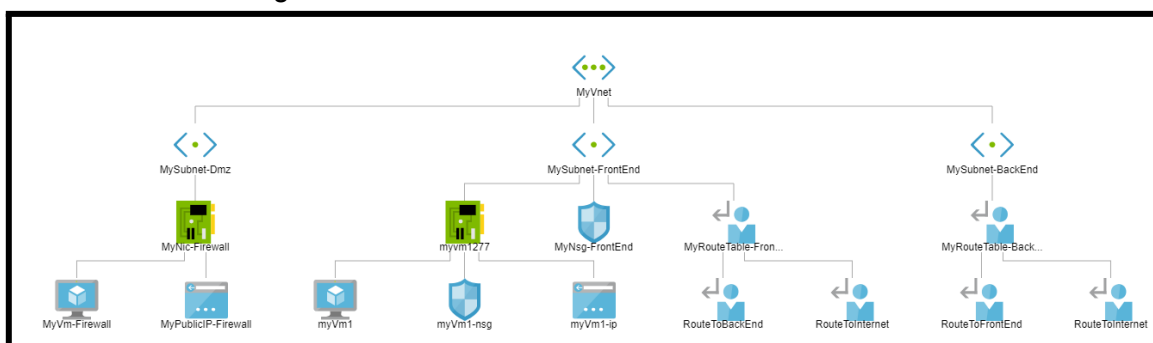 MyVnet
MySubnet-Dmz
MySubnet-FrontEnd
MySubnet-BackEnd
MyNic-Firewall
myvm1277
MyNsg-FrontEnd
MyRouteTable-Fron...
MyRouteTable-Back...
MyVm-Firewall
MyPublicIP-Firewall
myVm1
myVm1-nsg
myVm1-ip
RouteToBackEnd
RouteToInternet
RouteToFrontEnd
RouteToInternet